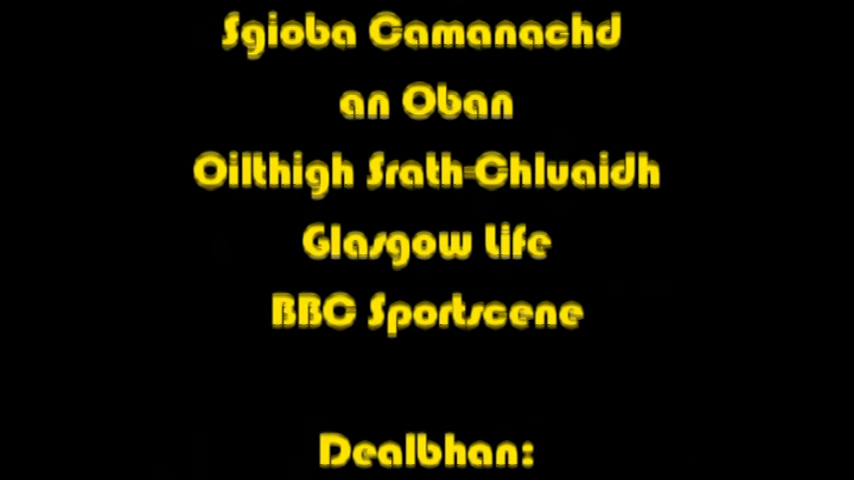 Sgioba Camanachd
an Oban
Oilthigh Srath-Chluaidh
Glasgow Life
BBC Sportscene
Dealbhan: